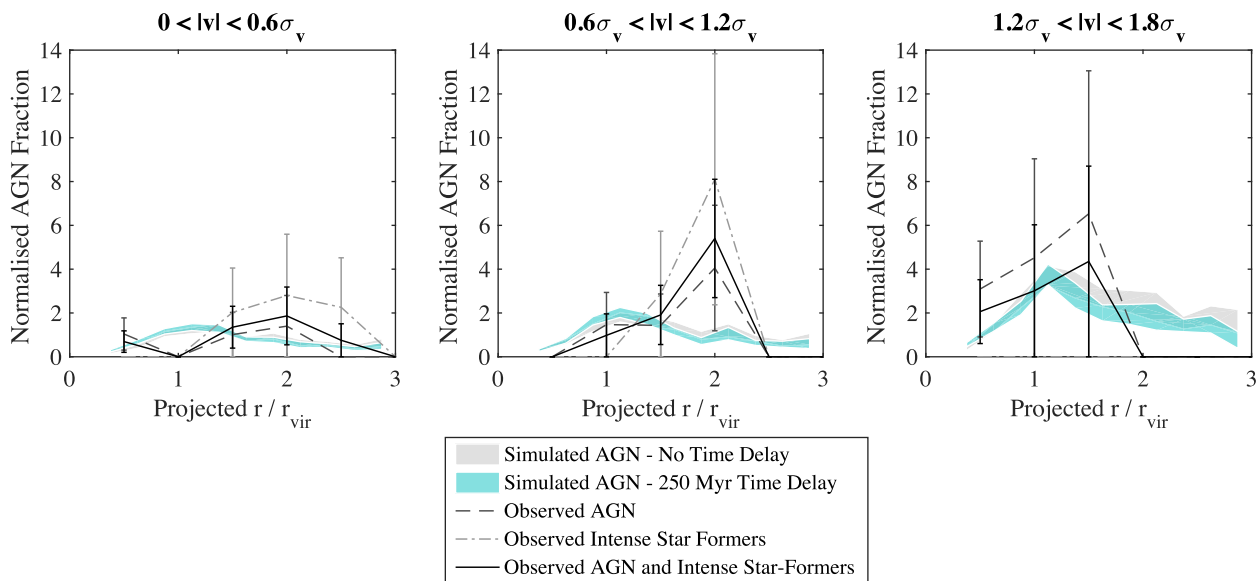 0 < |v| < 0.6σv
0.6σv < |v| < 1.2σv
1.2σv < |v| < 1.8σv
Normalised AGN Fraction
14
12
10
8
6
4
2
0
0
1
2
3
Projected r / rvir
Normalised AGN Fraction
14
12
10
8
6
4
2
0
0
1
2
3
Projected r / rvir
Normalised AGN Fraction
14
12
10
8
6
4
2
0
0
1
2
3
Projected r / rvir
Simulated AGN - No Time Delay
Simulated AGN - 250 Myr Time Delay
Observed AGN
Observed Intense Star Formers
Observed AGN and Intense Star-Formers